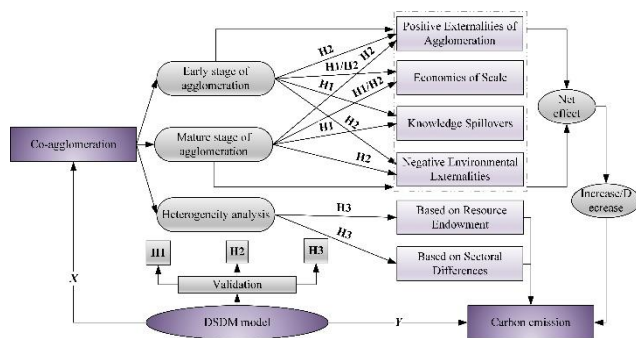 Positive Externalities of
Agglomeration
H2
H2
Early stage of
agglomeration
H1/H2
Economies of Scale
H1
H1/H2
Net
effect
Knowledge Spillovers
H1
H2
Co-agglomeration
Mature stage of
agglomeration
H2
Negative Environmental
Externalities
Increase/D
ecrease
Heterogeneity analysis
H3
Based on Resource
Endowment
H3
H1
H2
H3
Based on Sectoral
Differences
Validation
X
DSDM model
Y
Carbon emission